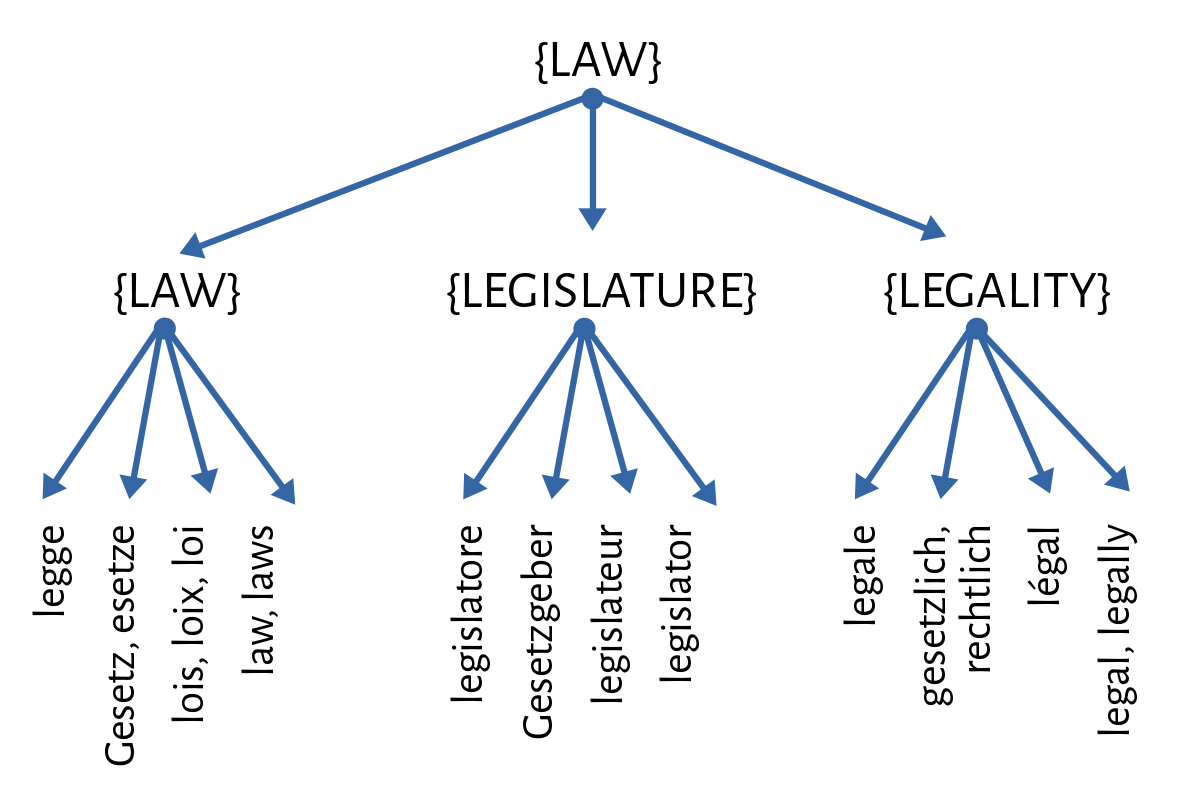 {LAW}
{LAW}
{LEGISLATURE}
{LEGALITY}
legge
Gesetz, esetze
lois, loix, loi
law, laws
legislatore
Gesetzgeber
legislateur
legislator
legale
gesetzlich,
rechtlich
légal
legal, legally